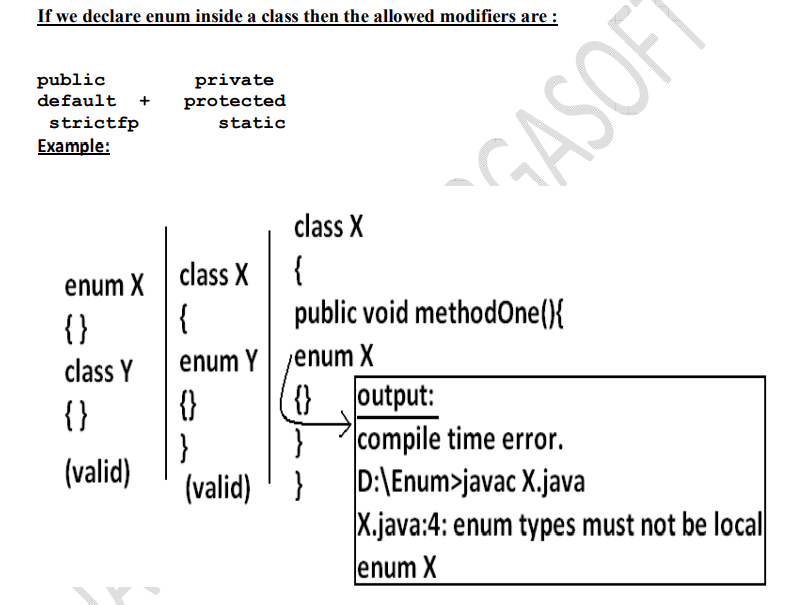 If we declare enum inside a class then the allowed modifiers are :
public private
default + protected
strictfp static
Example:
enum X
{}
class Y
{}
(valid)
class X
{
enum Y
{}
}
(valid)
class X
{
public void methodOne(){
enum X
{}
}
}
output:
compile time error.
D:\Enum>javac X.java
X.java:4: enum types must not be local
enum X
GASOFT